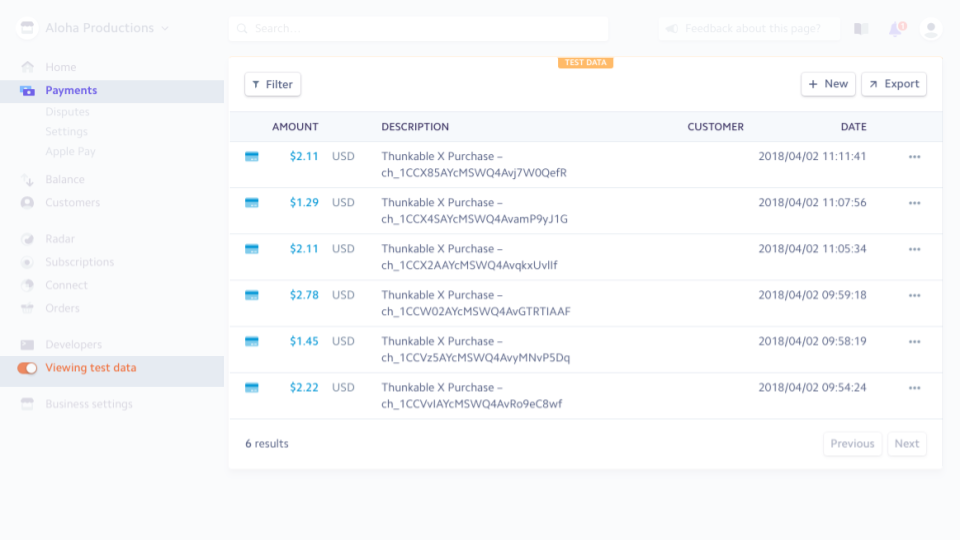 Aloha Productions
Search...
Feedback about this page?
1
Home
Payments
Disputes
Settings
Apple Pay
Balance
Customers
Radar
Subscriptions
Connect
Orders
Developers
Viewing test data
Business settings
TEST DATA
Filter
+ New
Export
AMOUNT DESCRIPTION CUSTOMER DATE
$2.11 USD Thunkable X Purchase – 2018/04/02 11:11:41
ch_1CCX85AYcMSWQ4Avj7W0QefR
$1.29 USD Thunkable X Purchase – 2018/04/02 11:07:56
ch_1CCX45AYcMSWQ4AvamP9yJ1G
$2.11 USD Thunkable X Purchase – 2018/04/02 11:05:34
ch_1CCX2AAYcMSWQ4AvqkxUvIlf
$2.78 USD Thunkable X Purchase – 2018/04/02 09:59:18
ch_1CCW02AYcMSWQ4AvGTRTIAAF
$1.45 USD Thunkable X Purchase – 2018/04/02 09:58:19
ch_1CCVz5AYcMSWQ4AvyMNvP5Dq
$2.22 USD Thunkable X Purchase – 2018/04/02 09:54:24
ch_1CCVvIAYcMSWQ4AvRo9eC8wf
6 results
Previous
Next